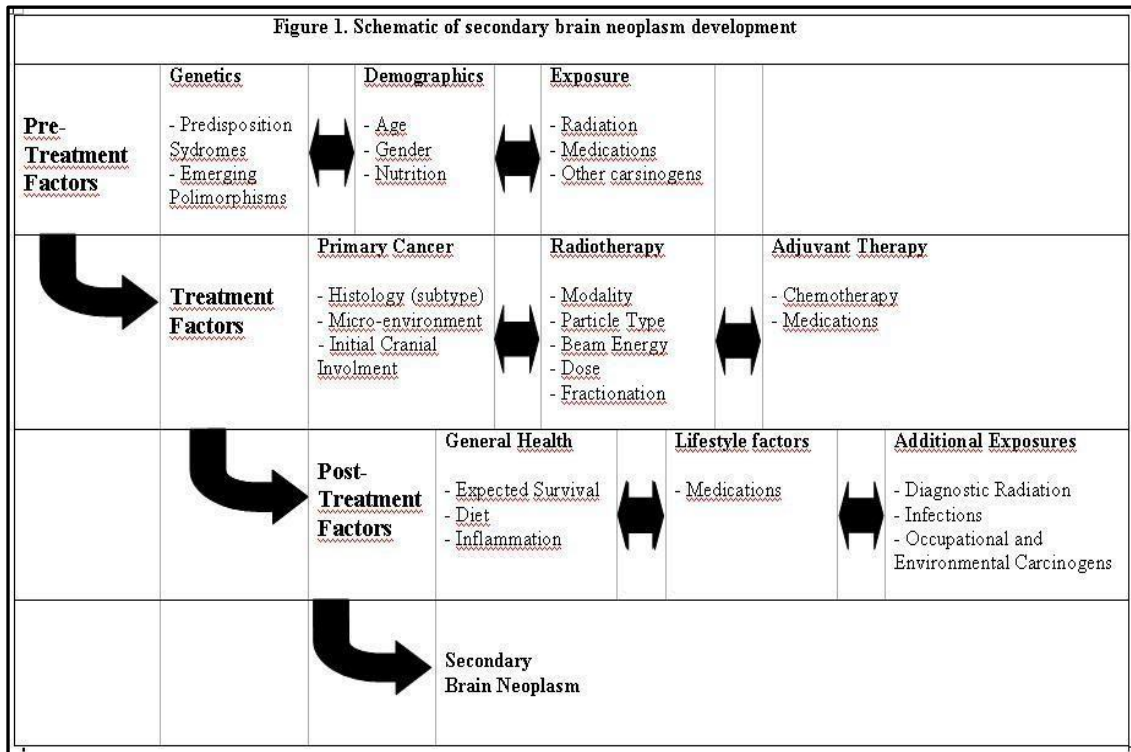 Figure 1. Schematic of secondary brain neoplasm development
Pre-
Treatment
Factors
Genetics
- Predisposition
Sydromes
- Emerging
Polimorphisms
Demographics
- Age
- Gender
- Nutrition
Exposure
- Radiation
- Medications
- Other carsinogens
Treatment
Factors
Primary Cancer
- Histology (subtype)
- Micro-environment
- Initial Cranial
Involment
Radiotherapy
- Modality
- Particle Type
- Beam Energy
- Dose
- Fractionation
Adjuvant Therapy
- Chemotherapy
- Medications
Post-
Treatment
Factors
General Health
- Expected Survival
- Diet
- Inflammation
Lifestyle factors
- Medications
Additional Exposures
- Diagnostic Radiation
- Infections
- Occupational and
Environmental Carcinogens
Secondary
Brain Neoplasm